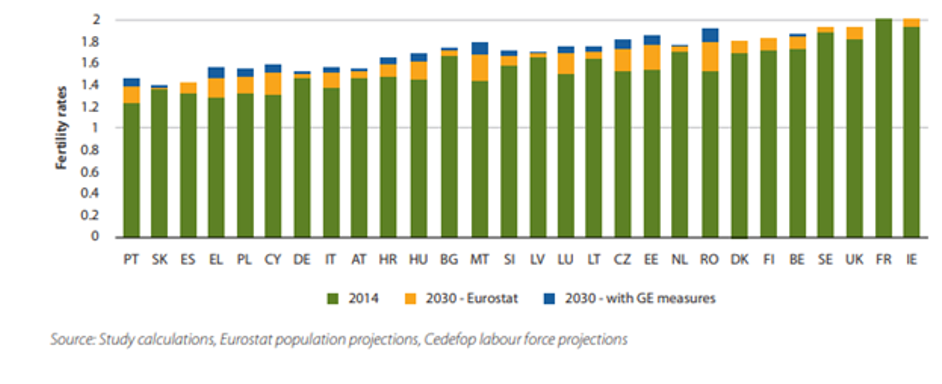 2
1.8
1.6
1.4
1.2
1
0.8
0.6
0.4
0.2
0
Fertility rates
PT SK ES EL PL CY DE IT AT HR HU BG MT SI LV LU LT CZ EE NL RO DK FI BE SE UK FR IE
2014 2030 - Eurostat 2030 - with GE measures
Source: Study calculations, Eurostat population projections, Cedefop labour force projections